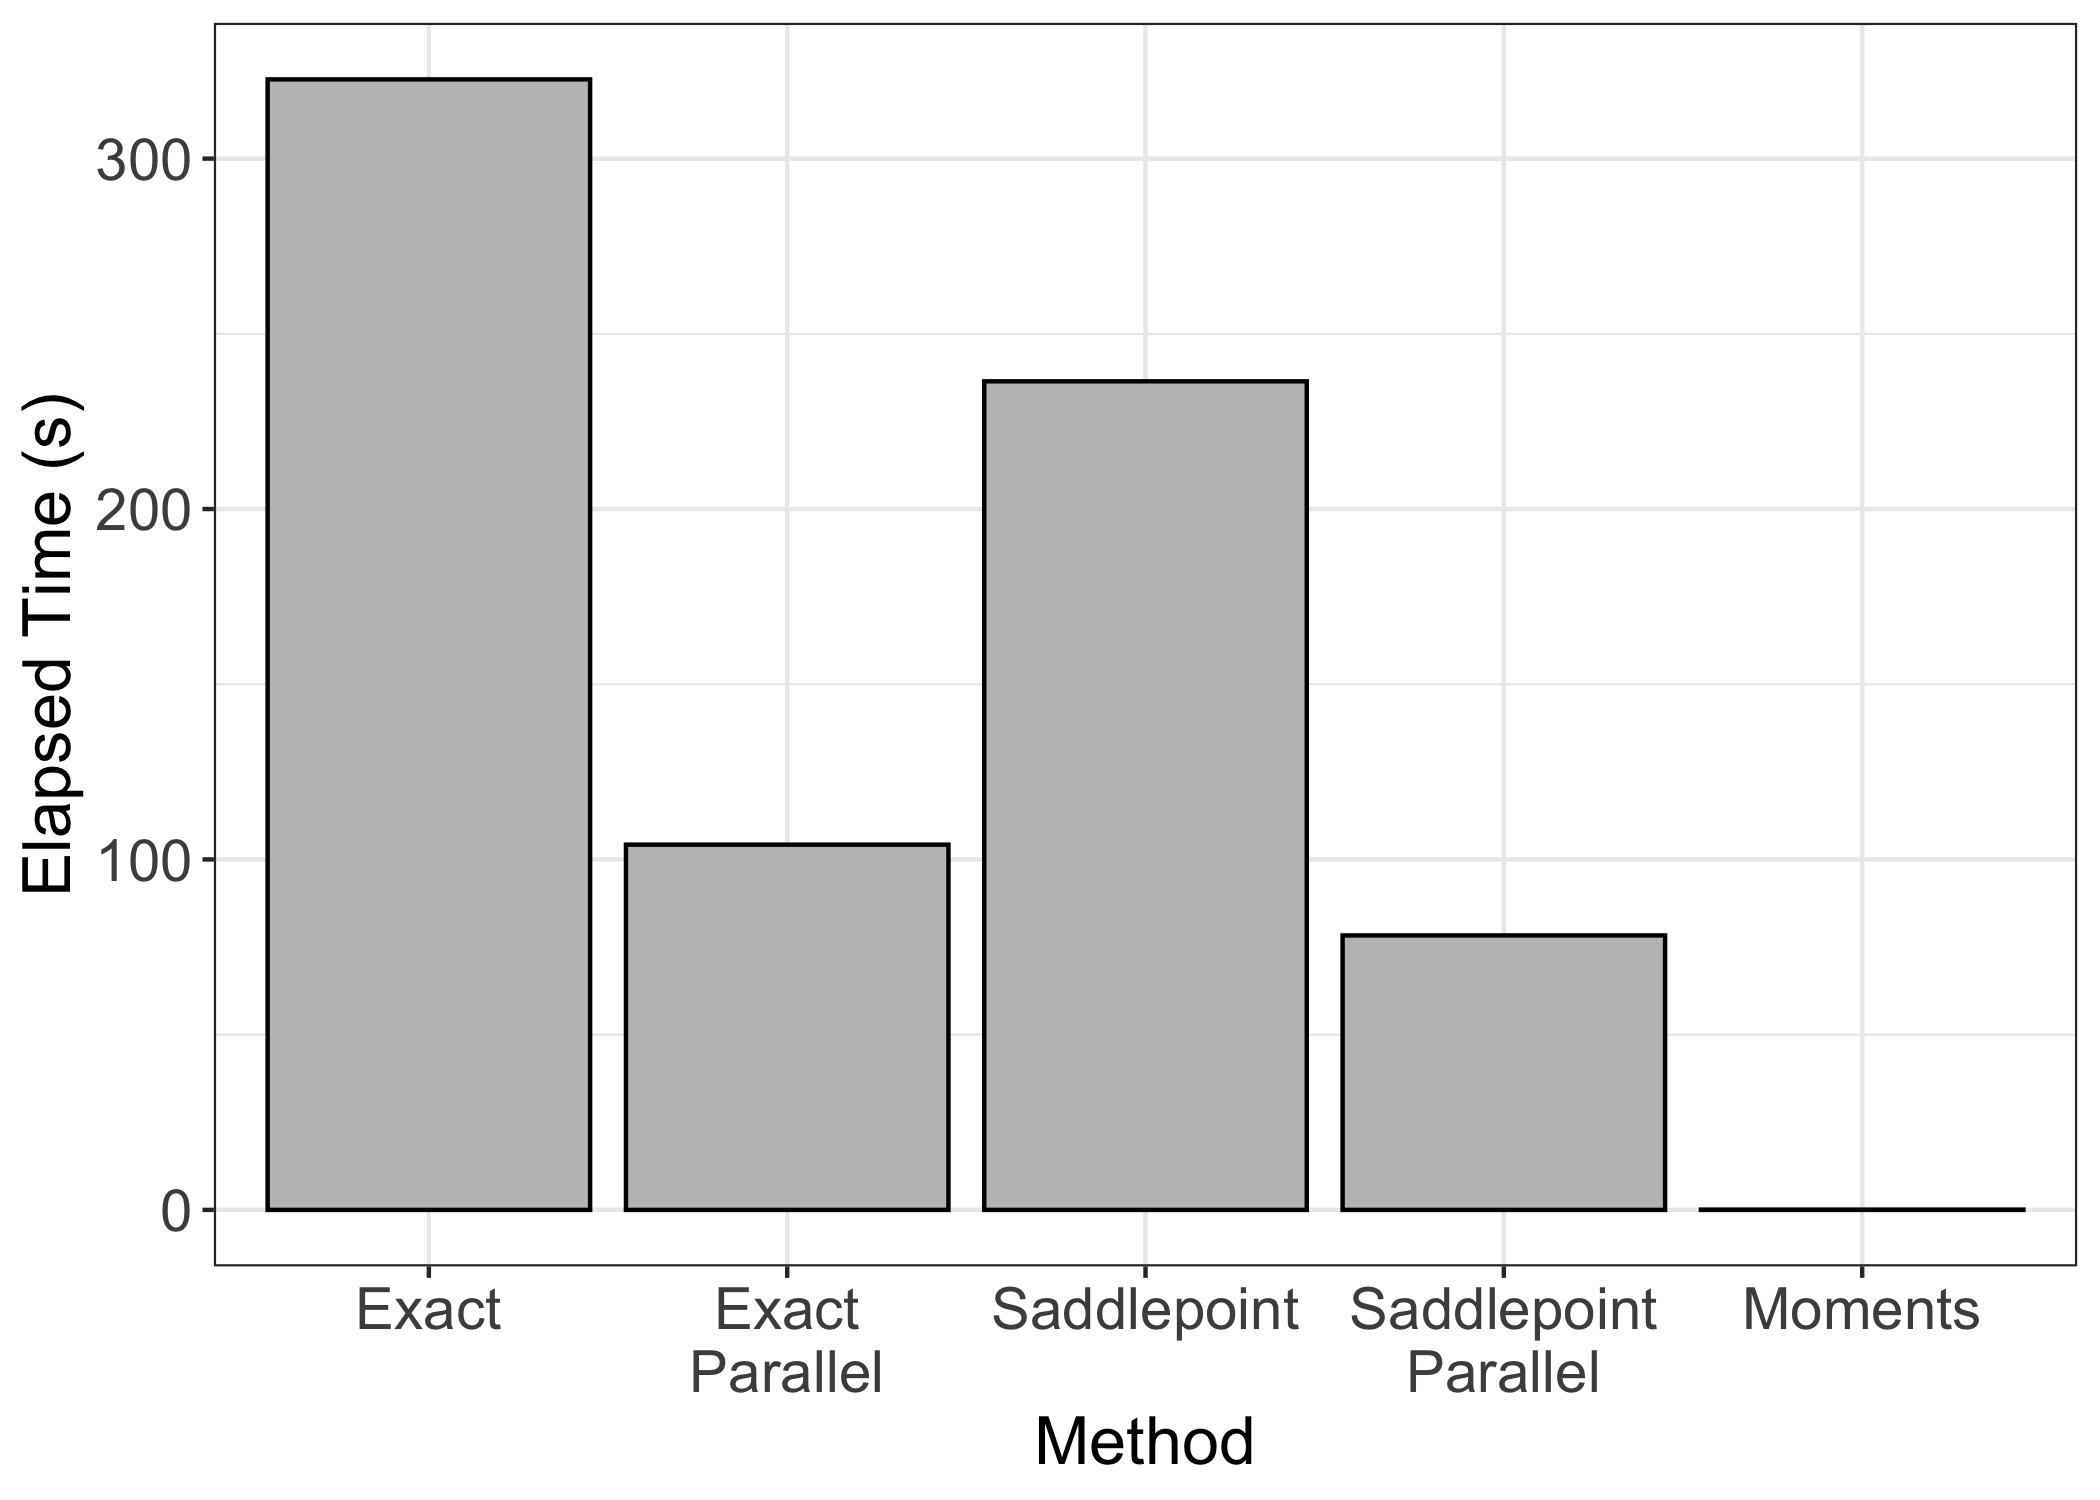 Elapsed Time (s)
300
200
100
0
Exact
Exact
Parallel
Saddlepoint
Saddlepoint
Parallel
Moments
Method